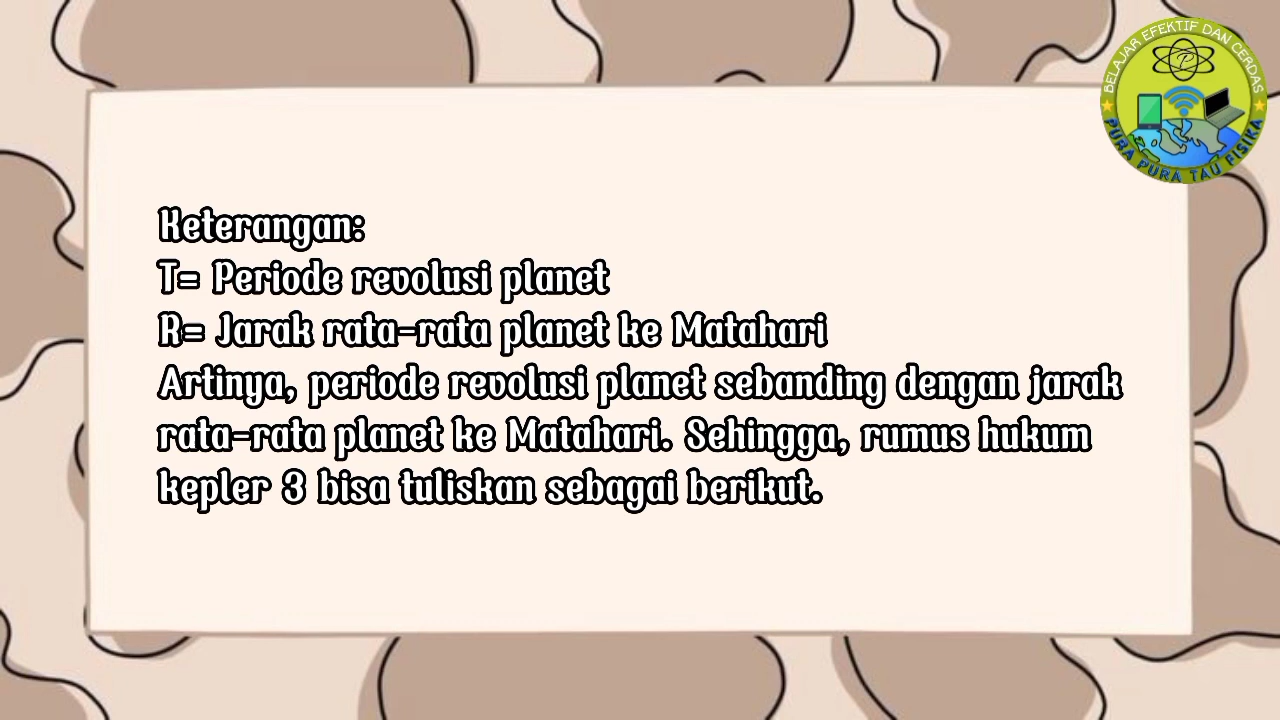 BELAJAR EFEKTIF DAN CERDAS
PURA PURA TAU FISIKA
Keterangan:
T= Periode revolusi planet
R= Jarak rata-rata planet ke Matahari
Artinya, periode revolusi planet sebanding dengan jarak
rata-rata planet ke Matahari. Sehingga, rumus hukum
kepler 3 bisa tuliskan sebagai berikut.